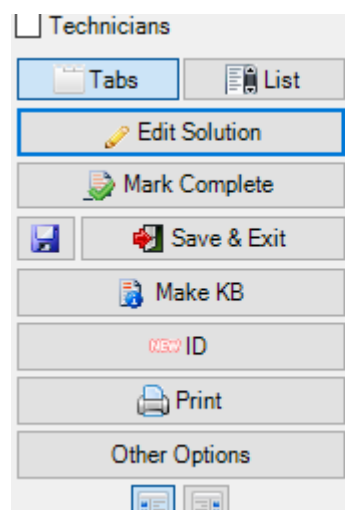 Technicians
Tabs List
Edit Solution
Mark Complete
Save & Exit
Make KB
NEW ID
Print
Other Options